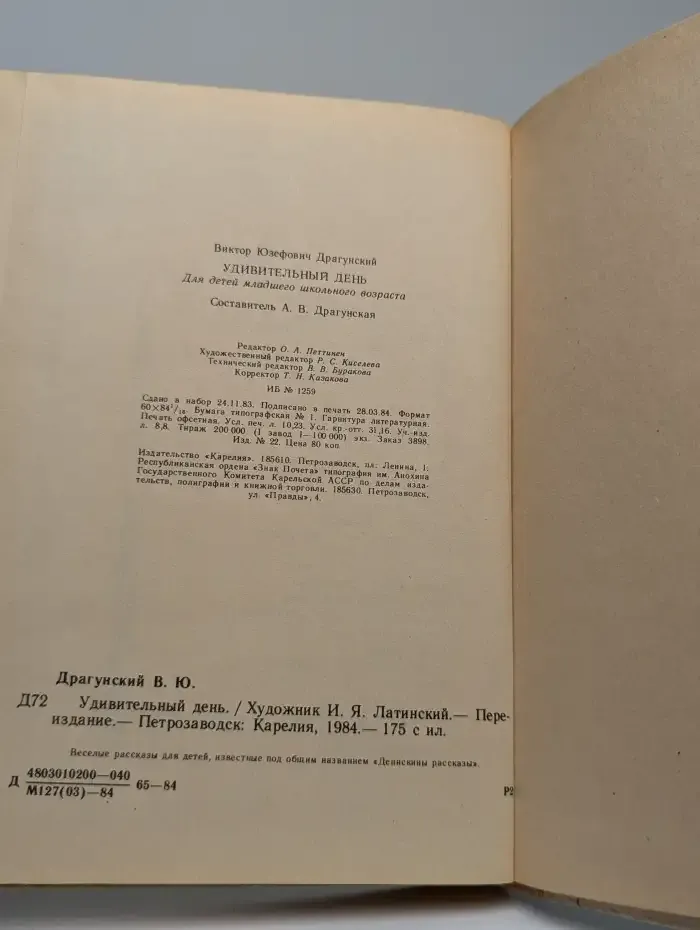 Виктор Юзефович Драгунский
УДИВИТЕЛЬНЫЙ ДЕНЬ
Для детей младшего школьного возраста
Составитель А. В. Драгунская
Редактор О. А. Петтинен
Художественный редактор Р. С. Киселева
Технический редактор В. В. Буракова
Корректор Т. Н. Казакова
ИБ № 1259
Сдано в набор 24.11.83. Подписано в печать 28.03.84. Формат
60×84¹/₁₆. Бумага типографская № 1. Гарнитура литературная.
Печать офсетная. Усл. печ. л. 10,23. Усл. кр.-отт. 31,16. Уч.-изд.
л. 8,8. Тираж 200 000 (1 завод 1—100 000) экз. Заказ 3898.
Изд. № 22. Цена 80 коп.
Издательство «Карелия». 185610. Петрозаводск, пл. Ленина, 1.
Республиканская ордена «Знак Почета» типография им. Анохина
Государственного Комитета Карельской АССР по делам изда-
тельств, полиграфии и книжной торговли. 185630. Петрозаводск,
ул. «Правды», 4.
Драгунский В. Ю.
Д72 Удивительный день. / Художник И. Я. Латинский.— Пере-
издание.— Петрозаводск: Карелия, 1984.— 175 с ил.
Веселые рассказы для детей, известные под общим названием «Денискины рассказы».
Д 4803010200—040 65—84
М127(03)—84
Р2